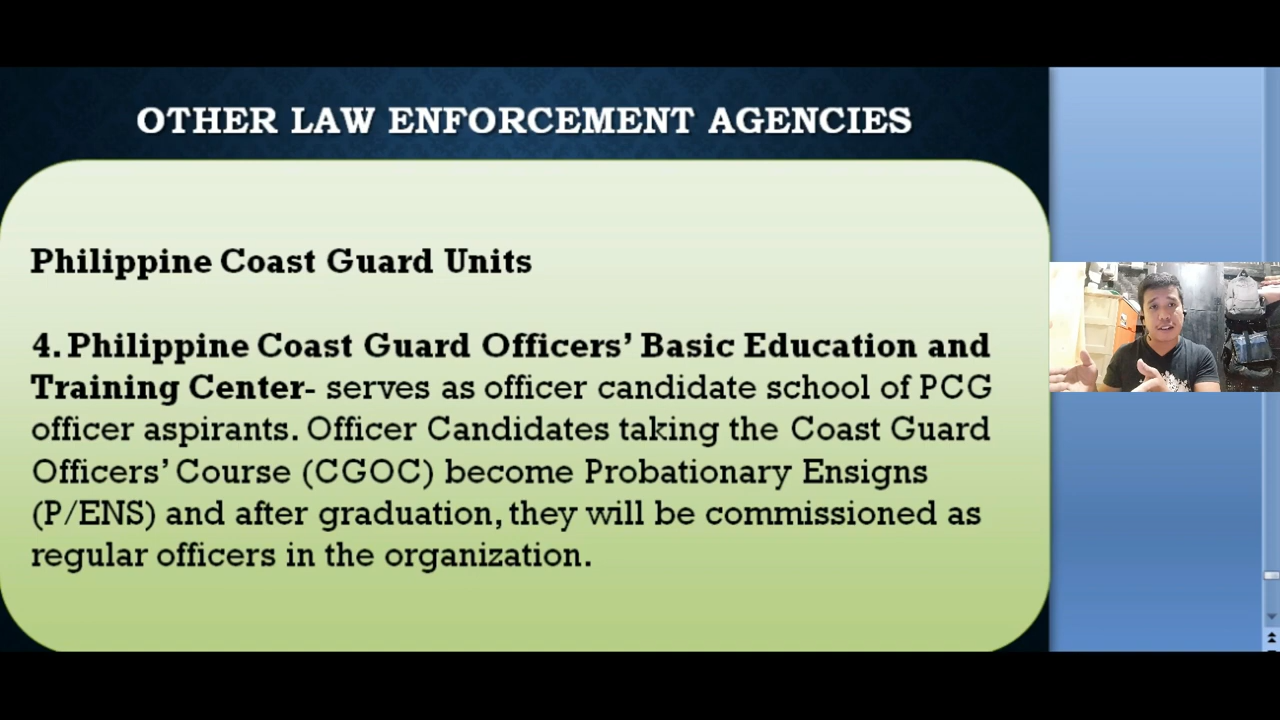 OTHER LAW ENFORCEMENT AGENCIES
Philippine Coast Guard Units
4. Philippine Coast Guard Officers’ Basic Education and
Training Center- serves as officer candidate school of PCG
officer aspirants. Officer Candidates taking the Coast Guard
Officers’ Course (CGOC) become Probationary Ensigns
(P/ENS) and after graduation, they will be commissioned as
regular officers in the organization.